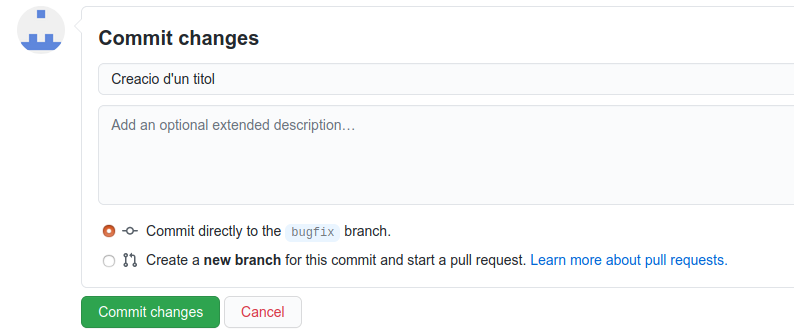 Commit changes
Creacio d'un titol
Add an optional extended description…
Commit directly to the bugfix branch.
Create a new branch for this commit and start a pull request. Learn more about pull requests.
Commit changes Cancel